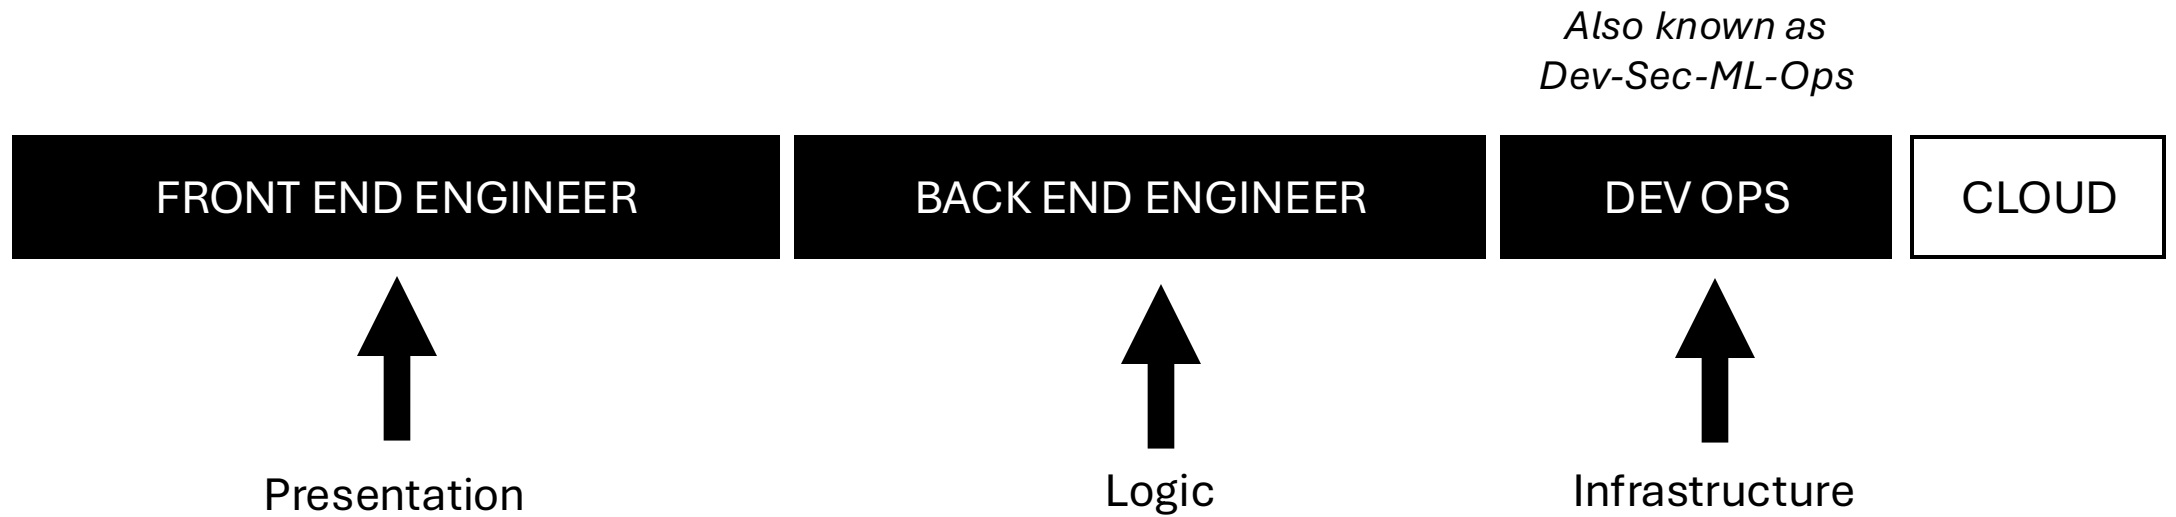 Also known as
Dev-Sec-ML-Ops
FRONT END ENGINEER
BACK END ENGINEER
DEV OPS
CLOUD
Presentation
Logic
Infrastructure